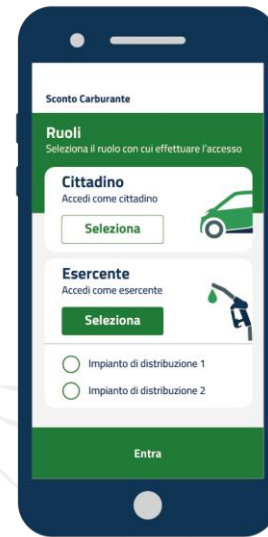 Sconto Carburante
Ruoli
Seleziona il ruolo con cui effettuare l'accesso
Cittadino
Accedi come cittadino
Seleziona
Esercente
Accedi come esercente
Seleziona
Impianto di distribuzione 1
Impianto di distribuzione 2
Entra